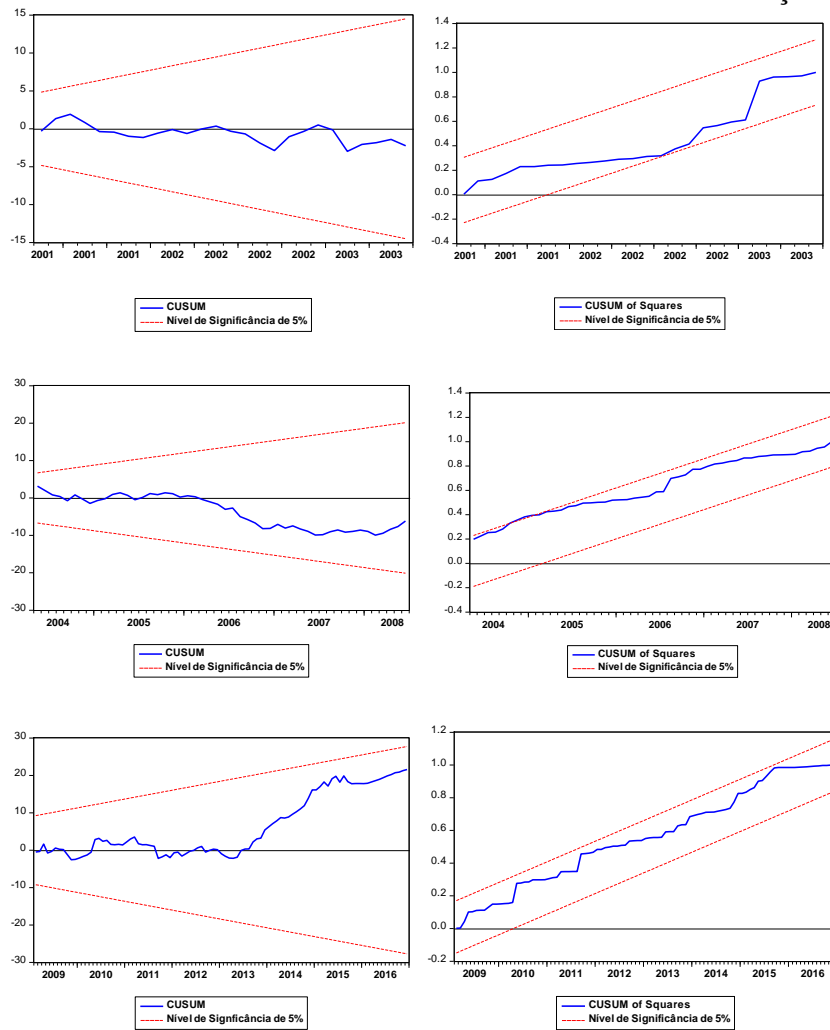 15
10
5
0
-5
-10
-15
2001 2001 2001 2002 2002 2002 2002 2002 2003 2003
CUSUM
Nível de Significância de 5%
1.4
1.2
1.0
0.8
0.6
0.4
0.2
0.0
-0.2
-0.4
2001 2001 2001 2002 2002 2002 2002 2003 2003
CUSUM of Squares
Nível de Significância de 5%
30
20
10
0
-10
-20
-30
2004 2005 2006 2007 2008
CUSUM
Nível de Significância de 5%
1.4
1.2
1.0
0.8
0.6
0.4
0.2
0.0
-0.2
-0.4
2004 2005 2006 2007 2008
CUSUM of Squares
Nível de Significância de 5%
30
20
10
0
-10
-20
-30
2009 2010 2011 2012 2013 2014 2015 2016
CUSUM
Nível de Signficância de 5%
1.2
1.0
0.8
0.6
0.4
0.2
0.0
-0.2
2009 2010 2011 2012 2013 2014 2015 2016
CUSUM of Squares
Nível de Significância de 5%